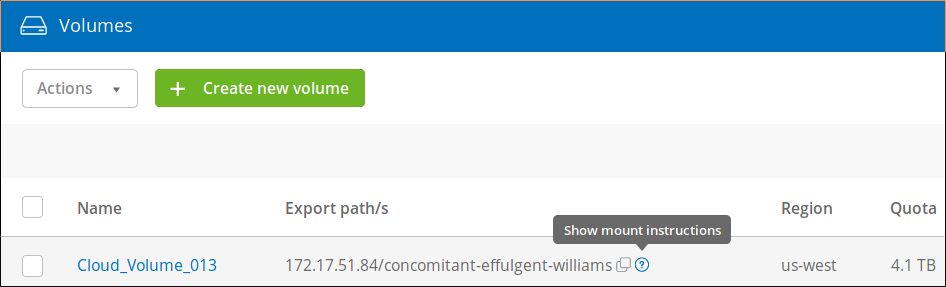 Volumes
Actions
Create new volume
Name Export path/s Region Quota
Show mount instructions
Cloud_Volume_013 172.17.51.84/concomitant-effulgent-williams us-west 4.1 TB